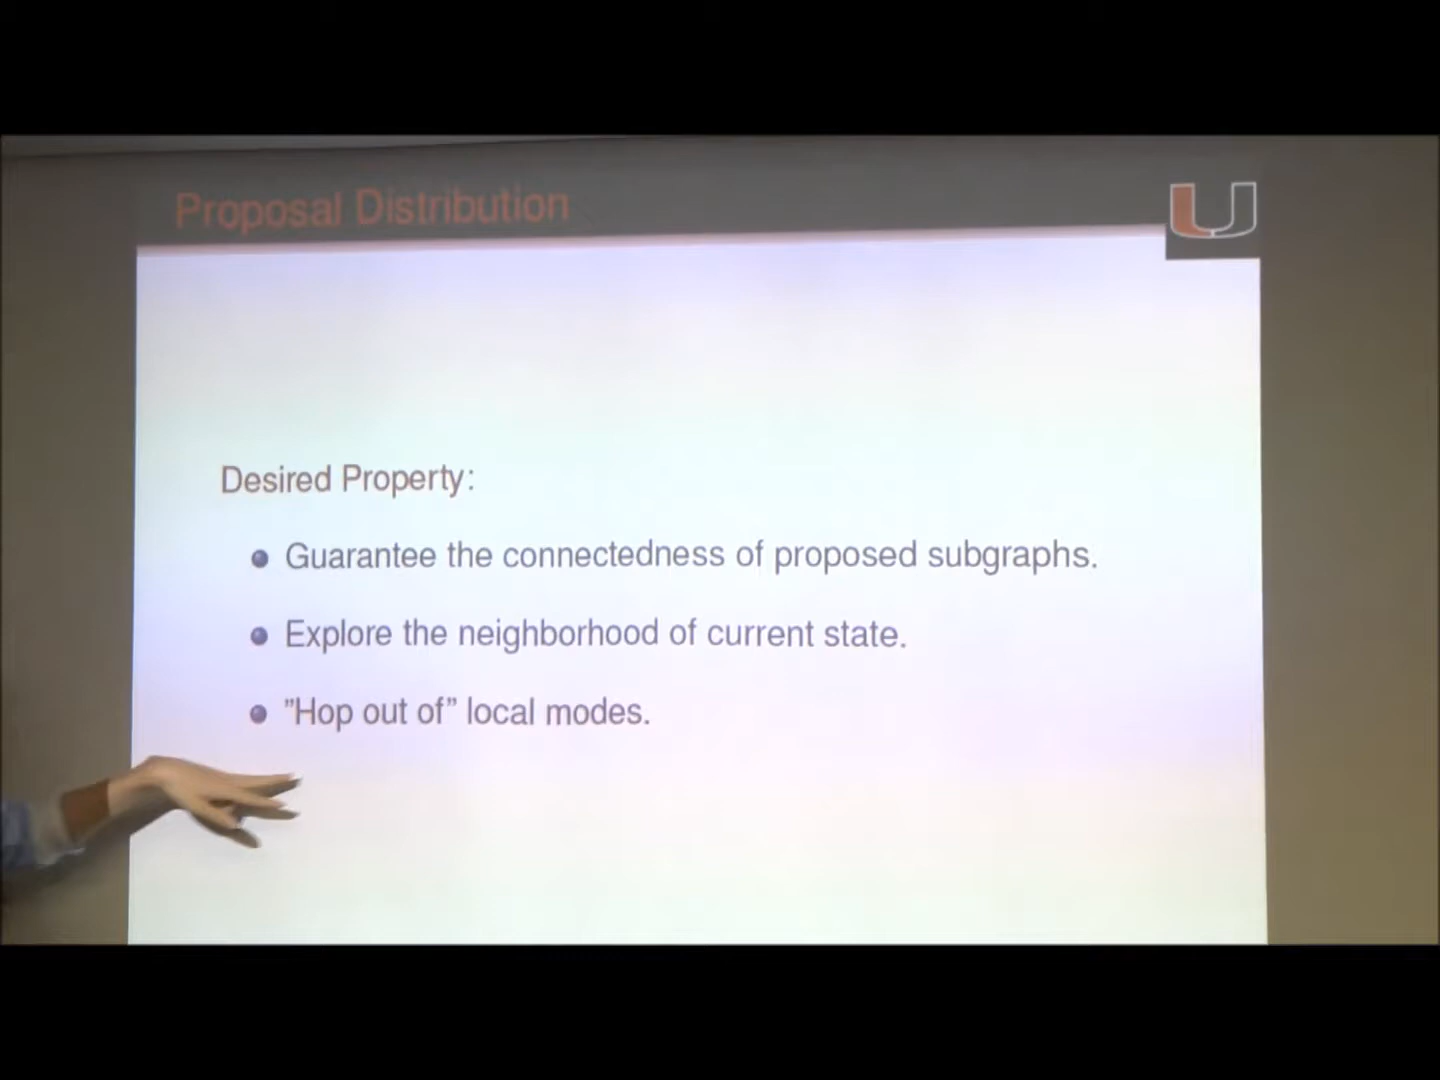 Proposal Distribution
Desired Property:
Guarantee the connectedness of proposed subgraphs.
Explore the neighborhood of current state.
"Hop out of" local modes.